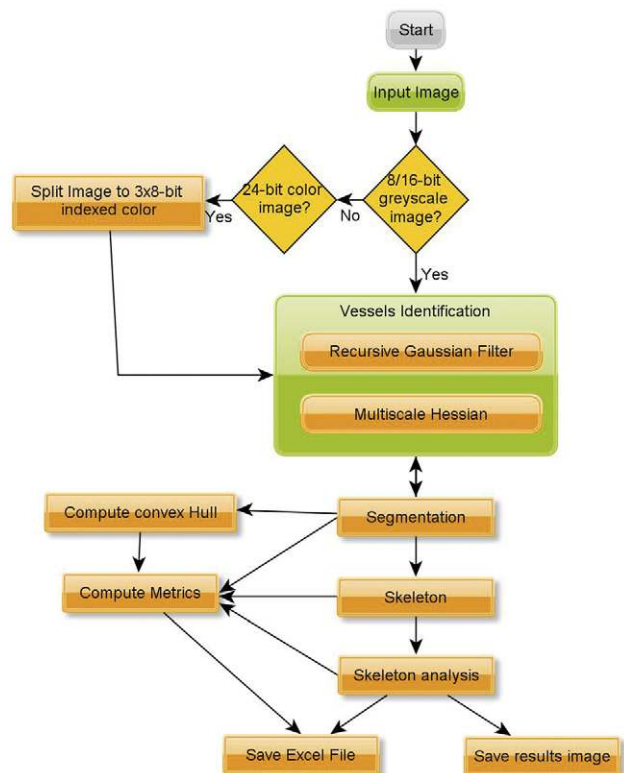 Start
Input Image
8/16-bit
greyscale
image?
24-bit color
image?
Split Image to 3x8-bit
indexed color
Yes
No
Yes
Vessels Identification
Recursive Gaussian Filter
Multiscale Hessian
Compute convex Hull
Segmentation
Compute Metrics
Skeleton
Skeleton analysis
Save Excel File
Save results image